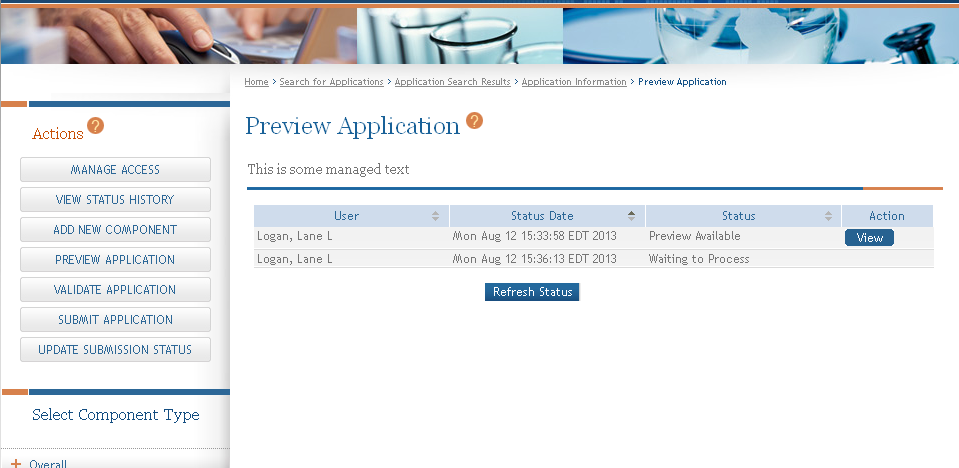 Home > Search for Applications > Application Search Results > Application Information > Preview Application
Actions ?
MANAGE ACCESS
VIEW STATUS HISTORY
ADD NEW COMPONENT
PREVIEW APPLICATION
VALIDATE APPLICATION
SUBMIT APPLICATION
UPDATE SUBMISSION STATUS
Select Component Type
+ Overall
Preview Application ?
This is some managed text
User Status Date Status Action
Logan, Lane L Mon Aug 12 15:33:58 EDT 2013 Preview Available View
Logan, Lane L Mon Aug 12 15:36:13 EDT 2013 Waiting to Process
Refresh Status